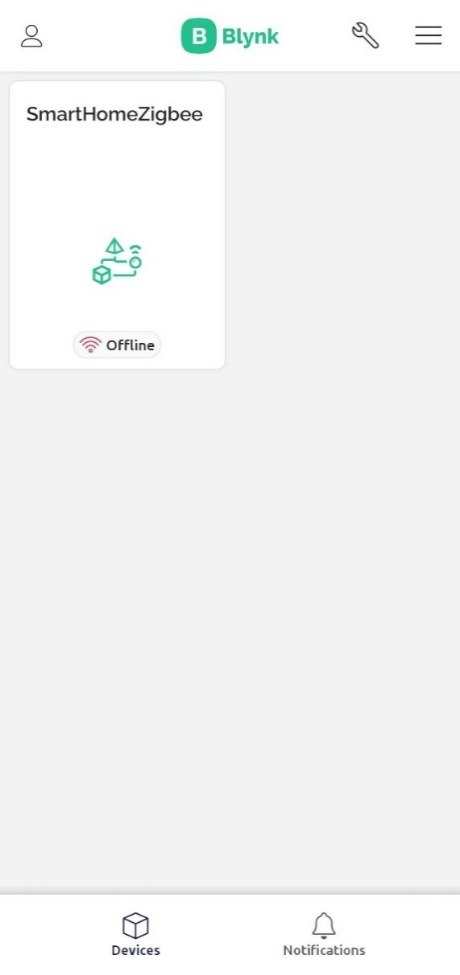 B Blynk
SmartHomeZigbee
Offline
Devices
Notifications